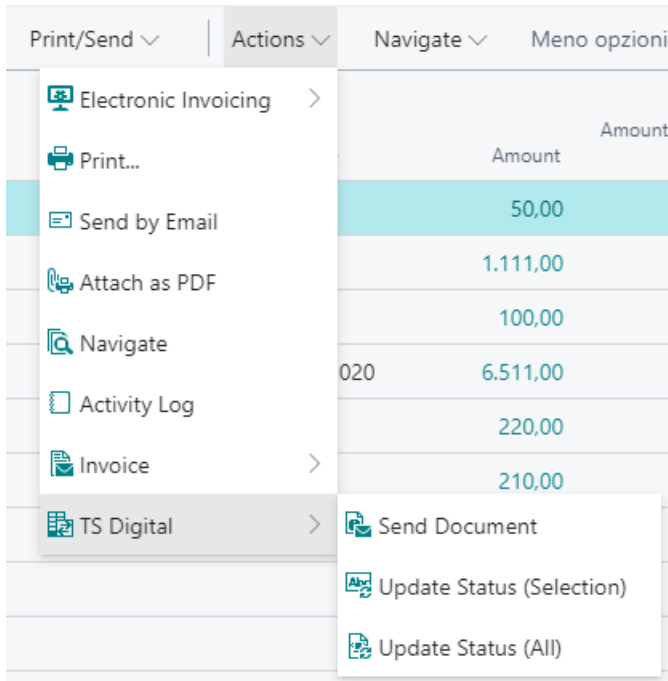 Print/Send
Actions
Navigate
Meno opzioni
Electronic Invoicing
Amount
Print...
Amount
50,00
Send by Email
1.111,00
Attach as PDF
100,00
Navigate
020
6.511,00
Activity Log
220,00
Invoice
210,00
TS Digital
Send Document
Update Status (Selection)
Update Status (All)